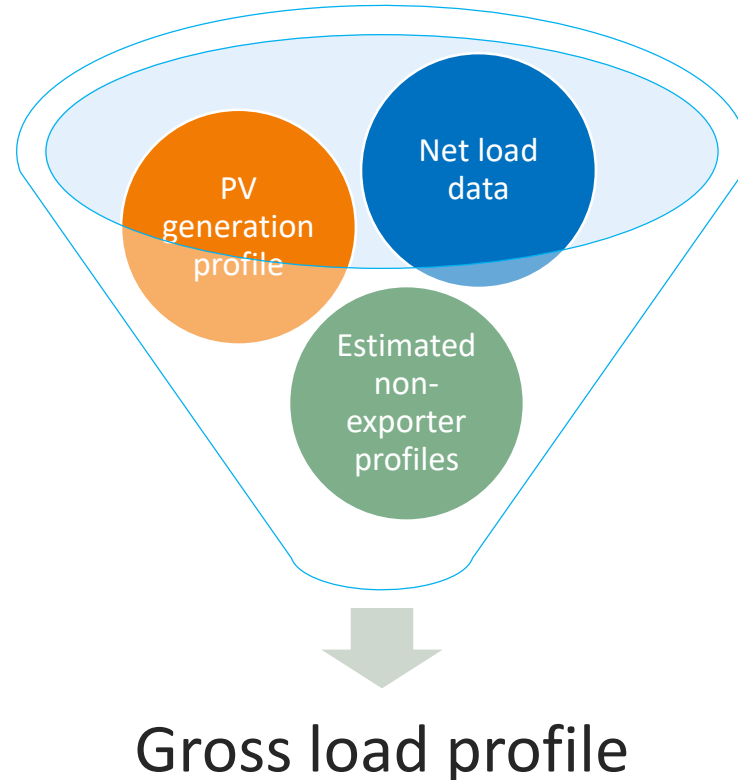 Net load
data
PV
generation
profile
Estimated
non-
exporter
profiles
Gross load profile